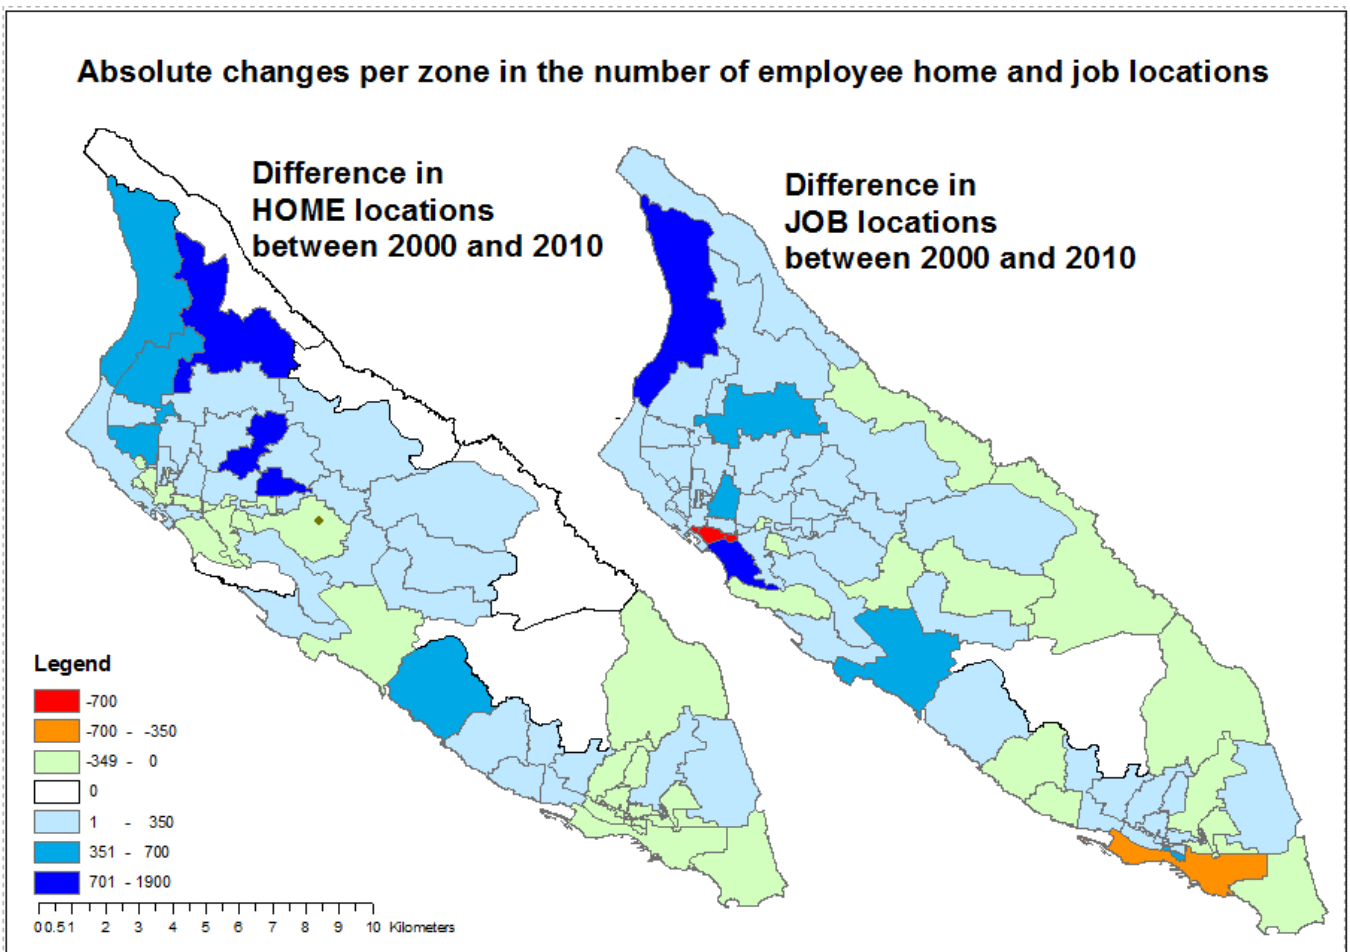 Absolute changes per zone in the number of employee home and job locations
Difference in
HOME locations
between 2000 and 2010
Difference in
JOB locations
between 2000 and 2010
Legend
-700
-700 - -350
-349 - 0
0
1 - 350
351 - 700
701 - 1900
0 0.5 1 2 3 4 5 6 7 8 9 10 Kilometers